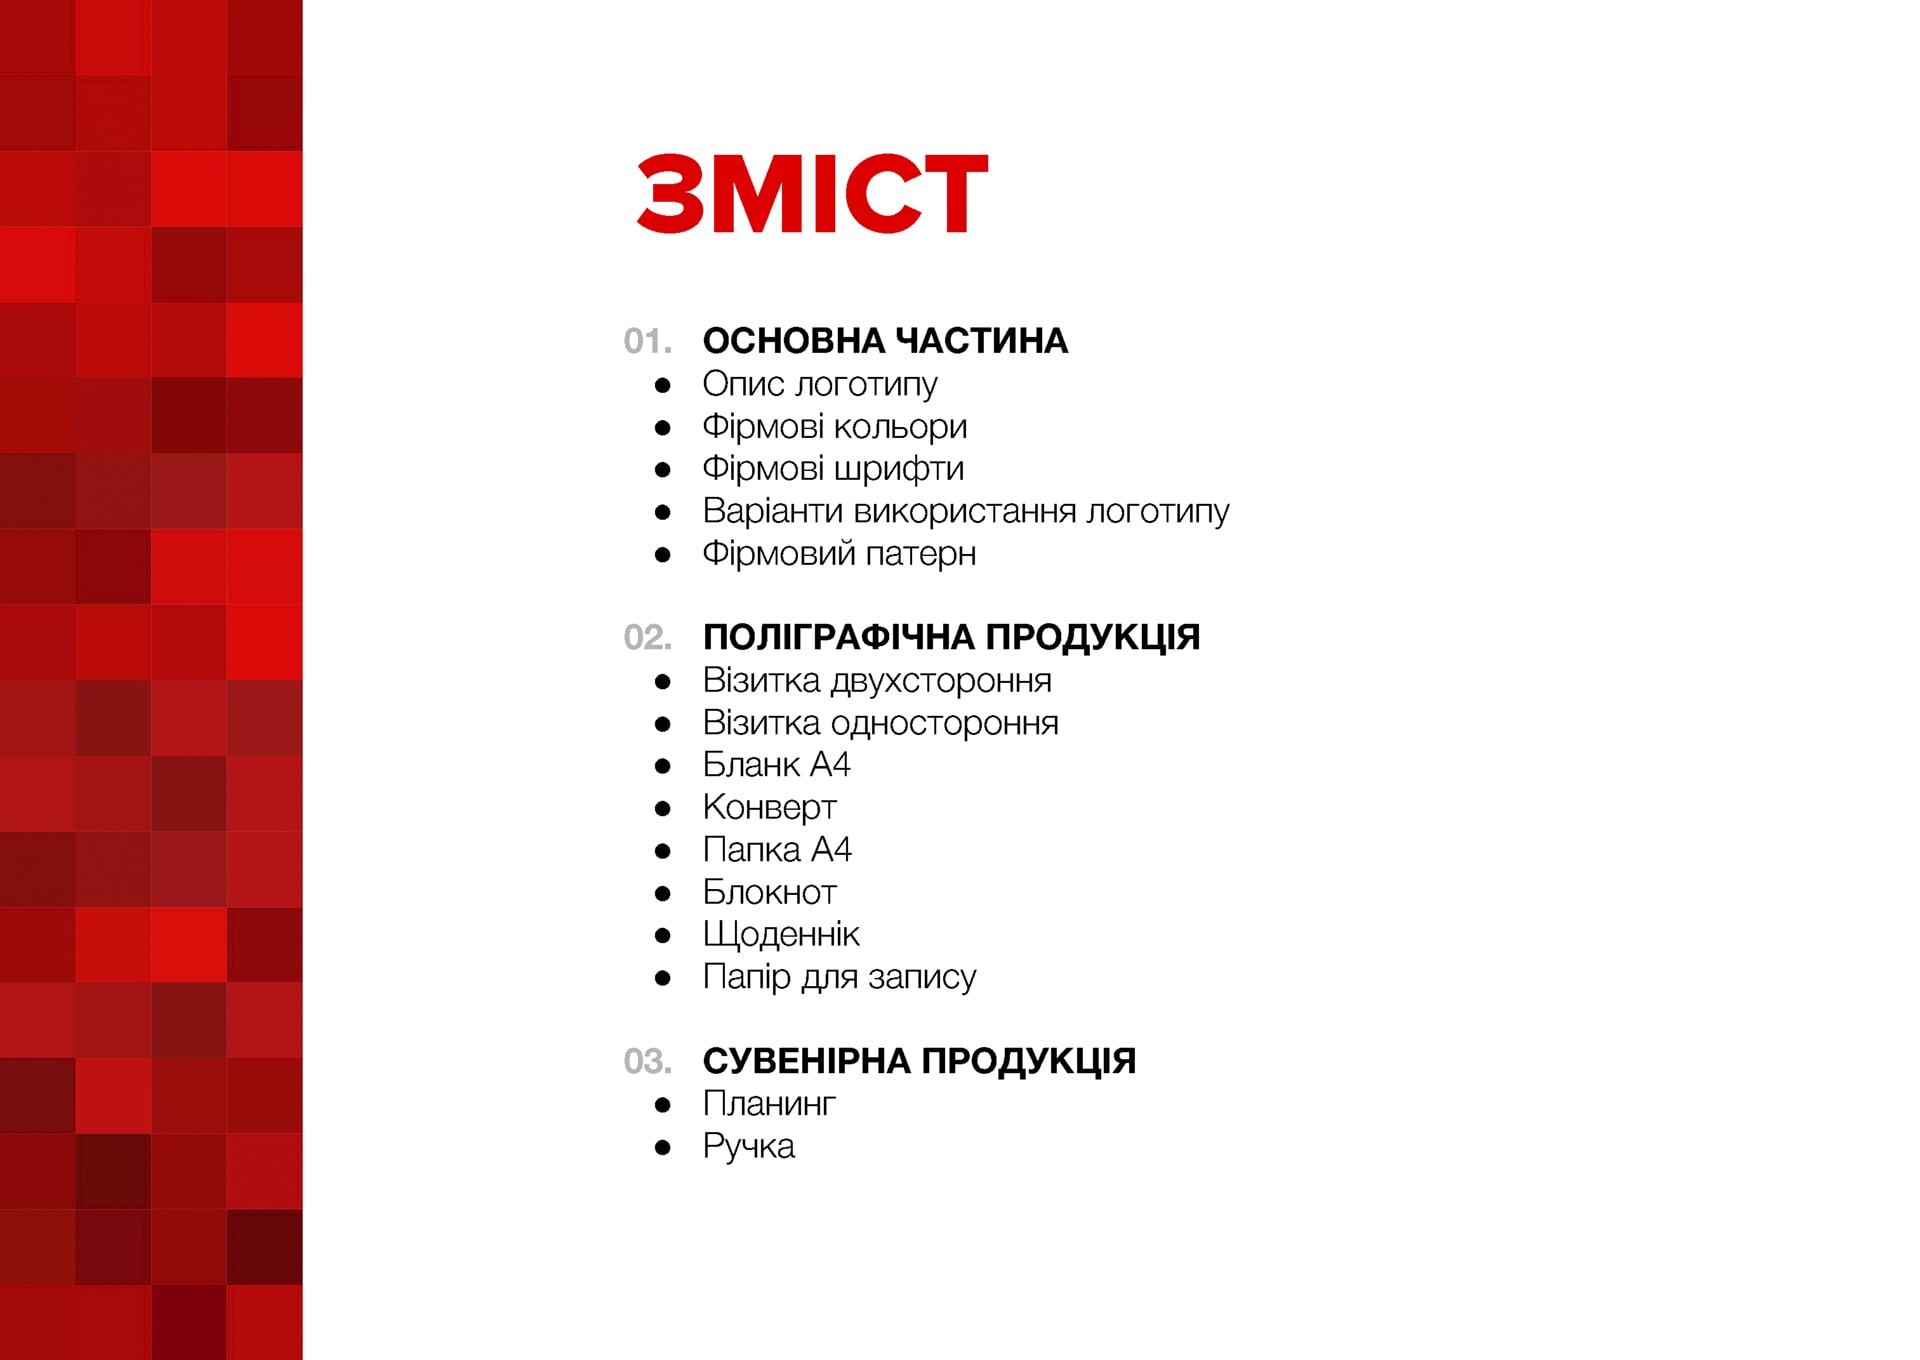 ЗМІСТ
01. ОСНОВНА ЧАСТИНА
● Опис логотипу
● Фірмові кольори
● Фірмові шрифти
● Варіанти використання логотипу
● Фірмовий патерн
02. ПОЛІГРАФІЧНА ПРОДУКЦІЯ
● Візитка двухстороння
● Візитка одностороння
● Бланк А4
● Конверт
● Папка А4
● Блокнот
● Щоденнік
● Папір для запису
03. СУВЕНІРНА ПРОДУКЦІЯ
● Планинг
● Ручка